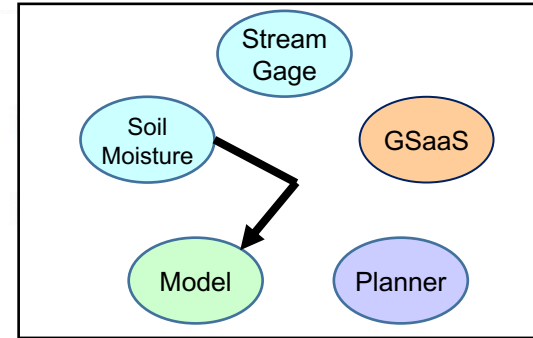 Stream
Gage
Soil
Moisture
GSaaS
Model
Planner